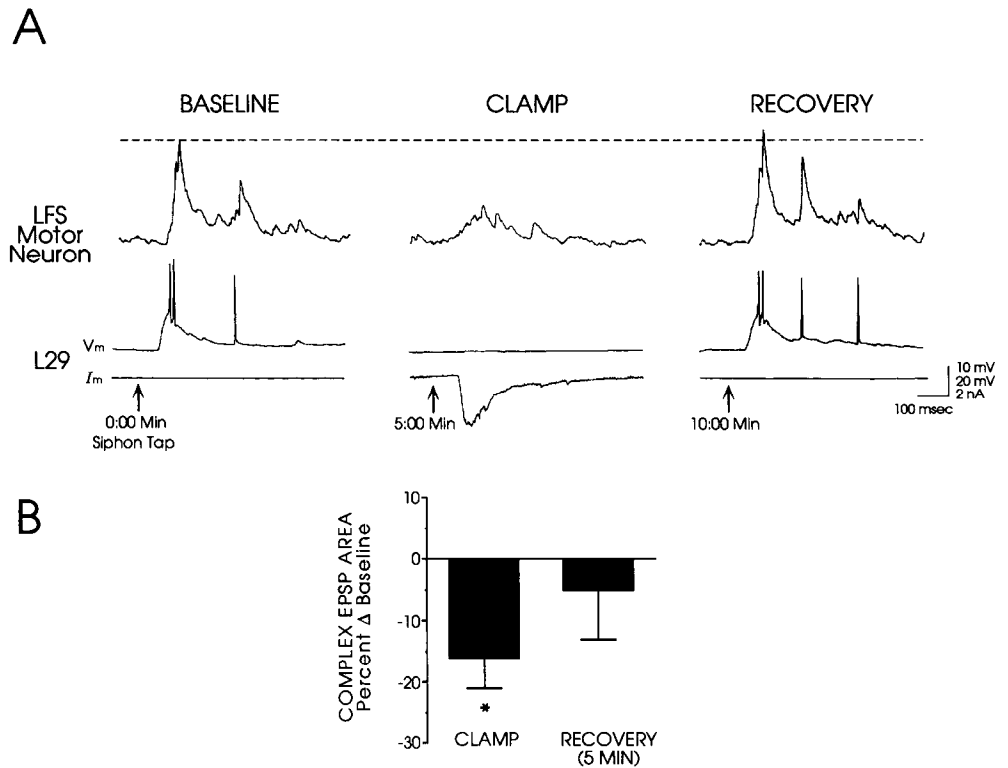 A
BASELINE
CLAMP
RECOVERY
LFS
Motor
Neuron
L29
Vm
Im
10 mV
20 mV
2 nA
100 msec
0:00 Min
Siphon Tap
5:00 Min
10:00 Min
B
COMPLEX EPSP AREA
Percent Δ Baseline
10
0
-10
-20
-30
*
CLAMP
RECOVERY
(5 MIN)